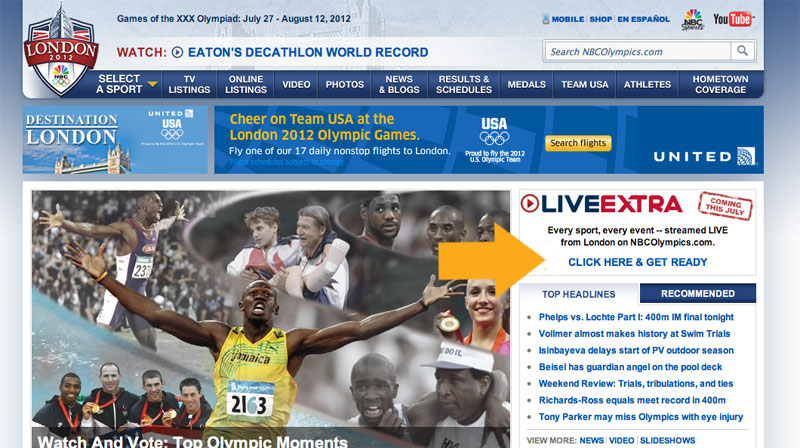 Games of the XXX Olympiad: July 27 - August 12, 2012
MOBILE | SHOP | EN ESPAÑOL
NBC
Sports
YouTube
LONDON
2012
NBC
WATCH: EATON'S DECATHLON WORLD RECORD
Search NBCOlympics.com
SELECT
A SPORT
TV
LISTINGS
ONLINE
LISTINGS
VIDEO
PHOTOS
NEWS
& BLOGS
RESULTS &
SCHEDULES
MEDALS
TEAM USA
ATHLETES
HOMETOWN
COVERAGE
DESTINATION
LONDON
UNITED
USA
Proud to fly the 2012 U.S. Olympic Team
Cheer on Team USA at the
London 2012 Olympic Games.
Fly one of our 17 daily nonstop flights to London.
Flight schedules subject to change.
USA
Proud to fly the 2012
U.S. Olympic Team
Search flights
UNITED
LIVEEXTRA
COMING
THIS JULY
Every sport, every event -- streamed LIVE
from London on NBCOlympics.com.
CLICK HERE & GET READY
TOP HEADLINES
RECOMMENDED
Phelps vs. Lochte Part I: 400m IM final tonight
Vollmer almost makes history at Swim Trials
Isinbayeva delays start of PV outdoor season
Beisel has guardian angel on the pool deck
Weekend Review: Trials, tribulations, and ties
Richards-Ross equals meet record in 400m
Tony Parker may miss Olympics with eye injury
VIEW MORE: NEWS | VIDEO | SLIDESHOWS
Jamaica
2163
Watch And Vote: Top Olympic Moments